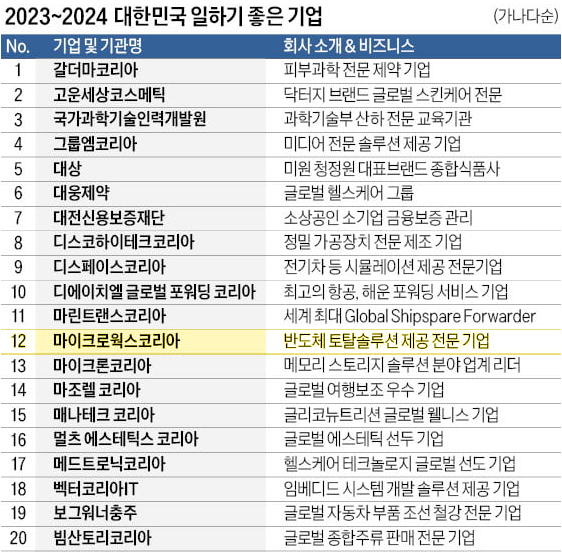 2023~2024 대한민국 일하기 좋은 기업 (가나다순)
No. 기업 및 기관명 회사 소개 & 비즈니스
1 갈더마코리아 피부과학 전문 제약 기업
2 고운세상코스메틱 닥터지 브랜드 글로벌 스킨케어 전문
3 국가과학기술인력개발원 과학기술부 산하 전문 교육기관
4 그룹엠코리아 미디어 전문 솔루션 제공 기업
5 대상 미원 청정원 대표브랜드 종합식품사
6 대웅제약 글로벌 헬스케어 그룹
7 대전신용보증재단 소상공인 소기업 금융보증 관리
8 디스코하이테크코리아 정밀 가공장치 전문 제조 기업
9 디스페이스코리아 전기차 등 시뮬레이션 제공 전문기업
10 디에이치엘 글로벌 포워딩 코리아 최고의 항공, 해운 포워딩 서비스 기업
11 마린트랜스코리아 세계 최대 Global Shipspare Forwarder
12 마이크로웍스코리아 반도체 토탈솔루션 제공 전문 기업
13 마이크론코리아 메모리 스토리지 솔루션 분야 업계 리더
14 마조렐 코리아 글로벌 여행보조 우수 기업
15 매나테크 코리아 글리코뉴트리션 글로벌 웰니스 기업
16 멀츠 에스테틱스 코리아 글로벌 에스테틱 선두 기업
17 메드트로닉코리아 헬스케어 테크놀로지 글로벌 선도 기업
18 벡터코리아IT 임베디드 시스템 개발 솔루션 제공 기업
19 보그워너충주 글로벌 자동차 부품 조선 철강 전문 기업
20 빔산토리코리아 글로벌 종합주류 판매 전문 기업